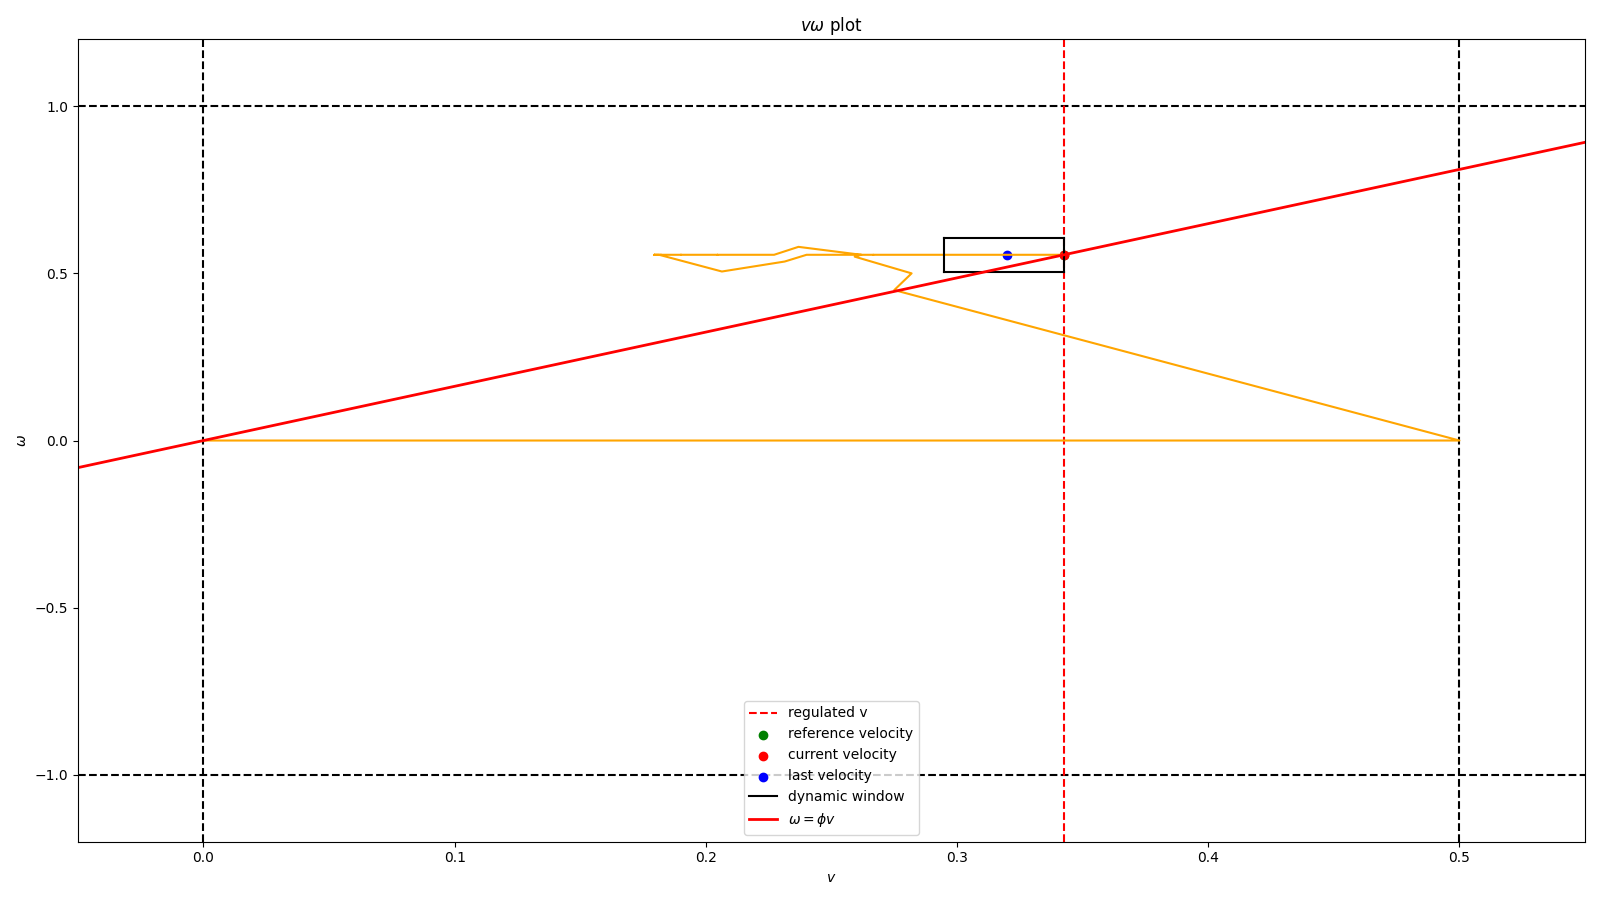 vω plot
1.0
0.5
0.0
−0.5
−1.0
ω
0.0 0.1 0.2 0.3 0.4 0.5
v
regulated v
reference velocity
current velocity
last velocity
dynamic window
ω = ϕv